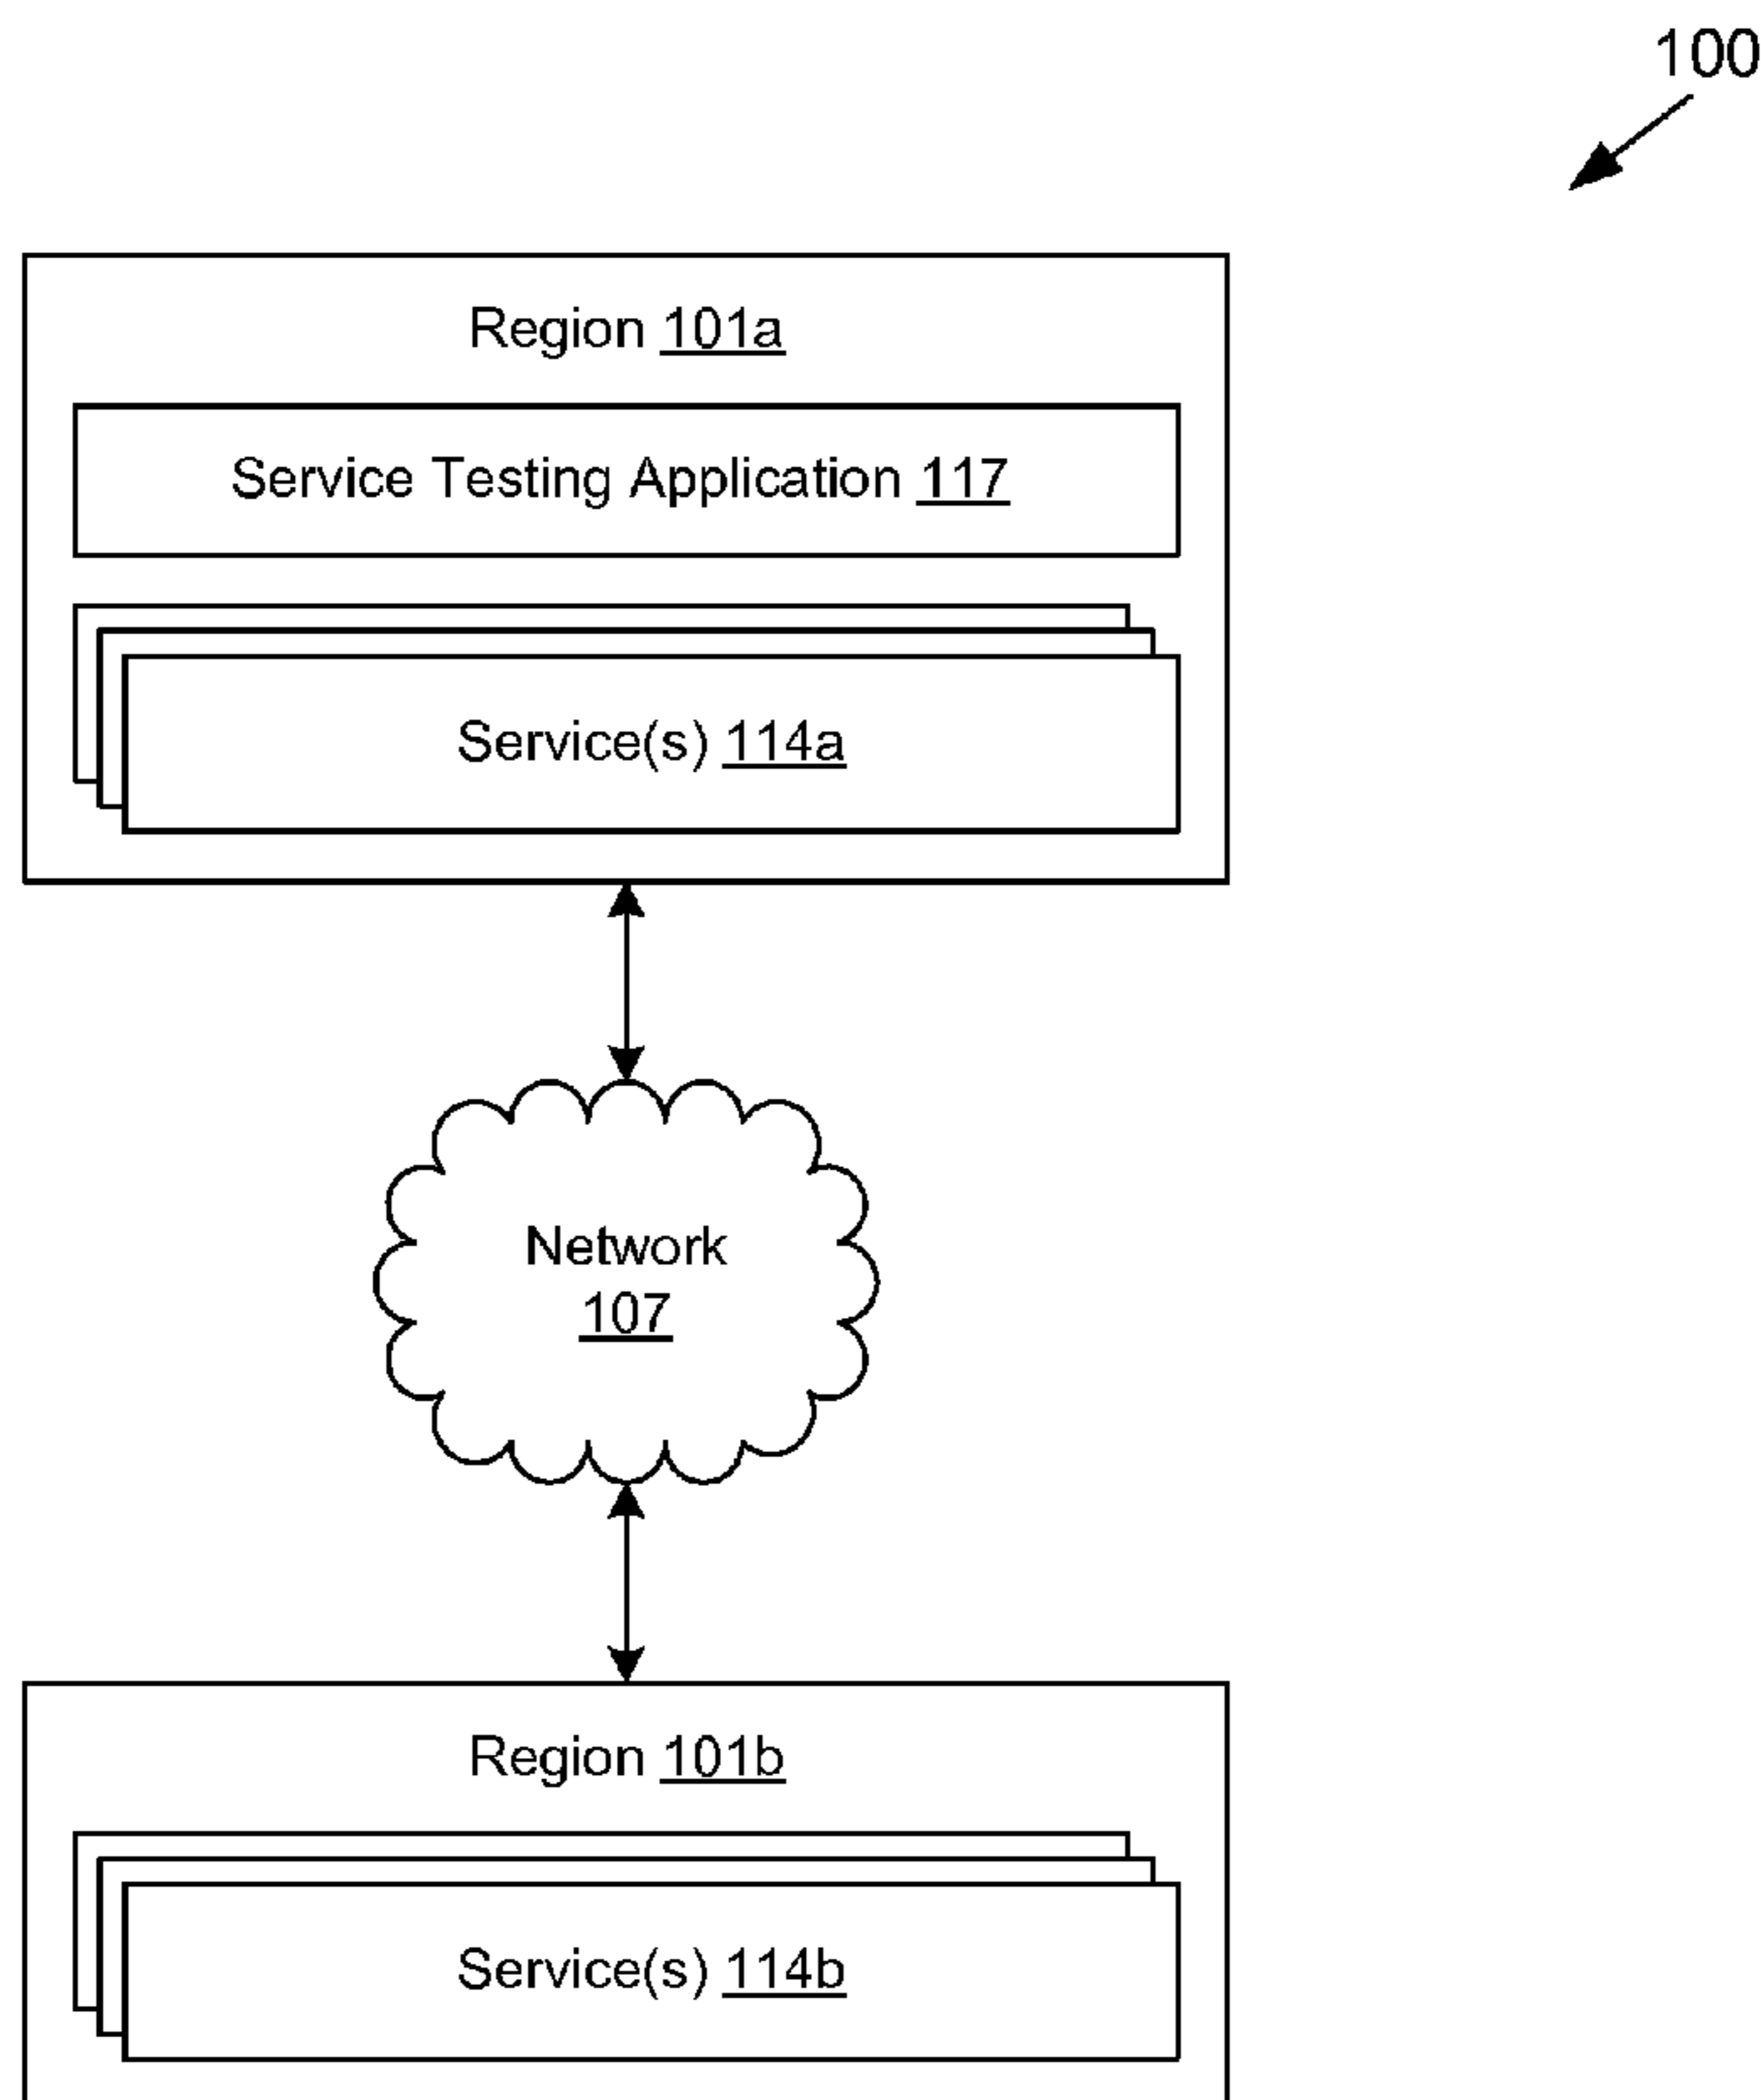 100
Region 101a
Service Testing Application 117
Service(s) 114a
Network
107
Region 101b
Service(s) 114b